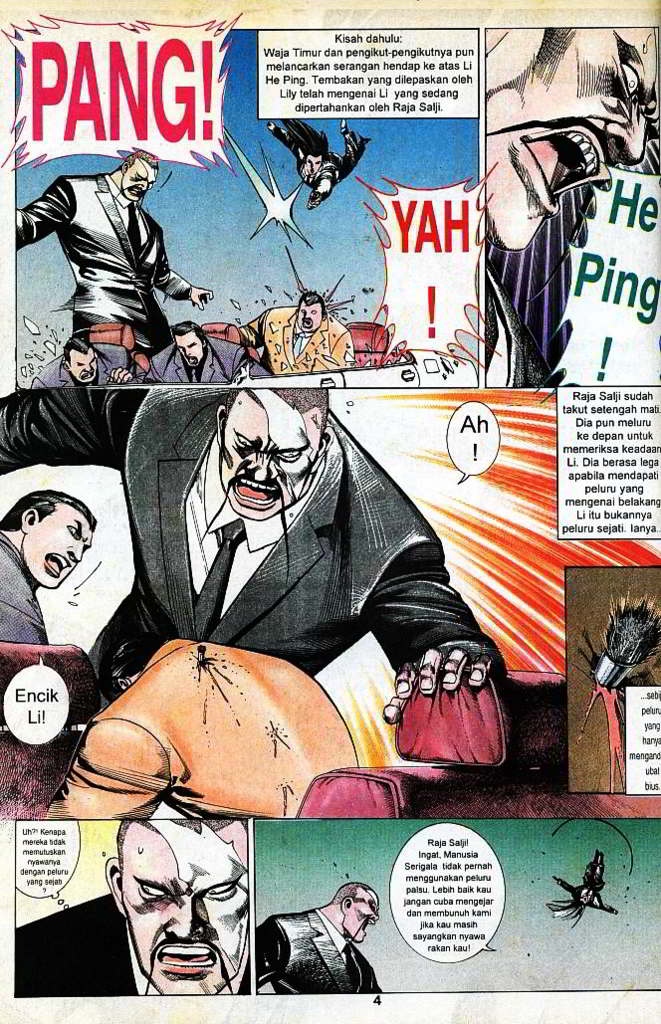 PANG!
Kisah dahulu:
Waja Timur dan pengikut-pengikutnya pun
melancarkan serangan hendap ke atas Li
He Ping. Tembakan yang dilepaskan oleh
Lily telah mengenai Li yang sedang
dipertahankan oleh Raja Salji.
YAH
!
He
Ping
!
Ah
!
Raja Salji sudah
takut setengah mati.
Dia pun meluru
ke depan untuk
memeriksa keadaan
Li. Dia berasa lega
apabila mendapati
peluru yang
mengenai belakang
Li itu bukannya
peluru sejati. Ianya...
Encik
Li!
...sebij
peluru
yang
hanya
mengand
ubat
bius.
Uh?! Kenapa
mereka tidak
memutuskan
nyawanya
dengan peluru
yang sejati
?
Raja Salji!
Ingat, Manusia
Serigala tidak pernah
menggunakan peluru
palsu. Lebih baik kau
jangan cuba mengejar
dan membunuh kami
jika kau masih
sayangkan nyawa
rakan kau!
4